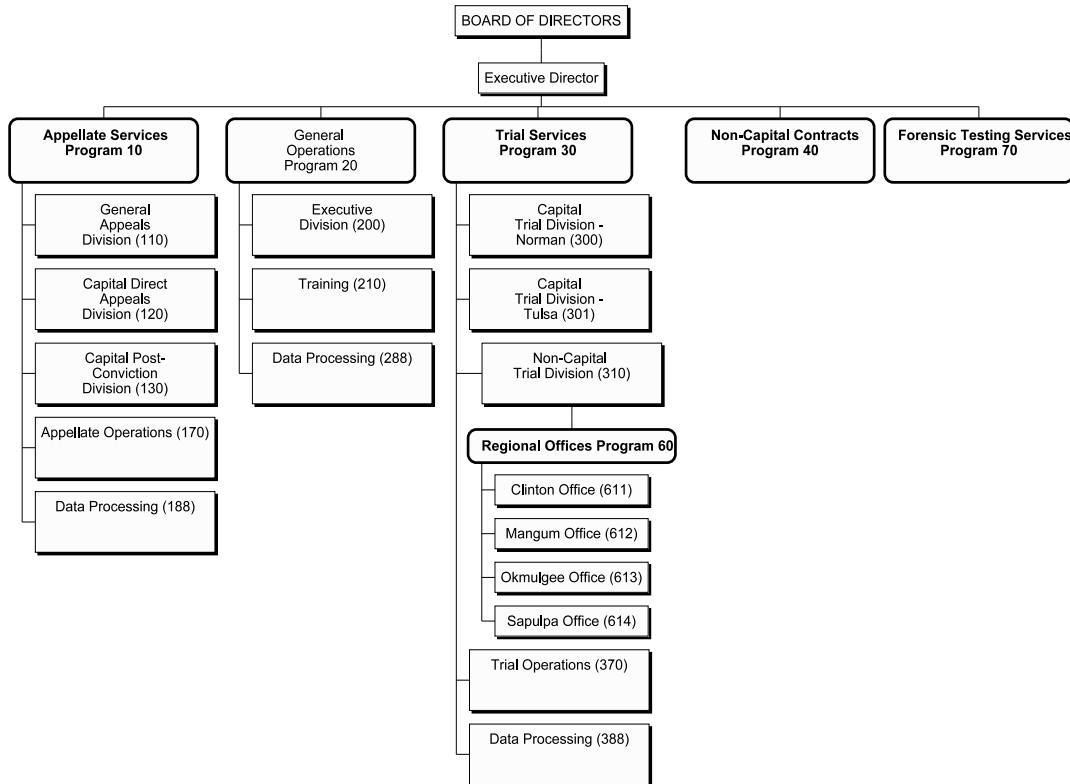 BOARD OF DIRECTORS
Executive Director
Appellate Services
Program 10
General
Operations
Program 20
Trial Services
Program 30
Non-Capital Contracts
Program 40
Forensic Testing Services
Program 70
General
Appeals
Division (110)
Capital Direct
Appeals
Division (120)
Capital Post-
Conviction
Division (130)
Appellate Operations (170)
Data Processing (188)
Executive
Division (200)
Training (210)
Data Processing (288)
Capital
Trial Division -
Norman (300)
Capital
Trial Division -
Tulsa (301)
Non-Capital
Trial Division (310)
Regional Offices Program 60
Clinton Office (611)
Mangum Office (612)
Okmulgee Office (613)
Sapulpa Office (614)
Trial Operations (370)
Data Processing (388)